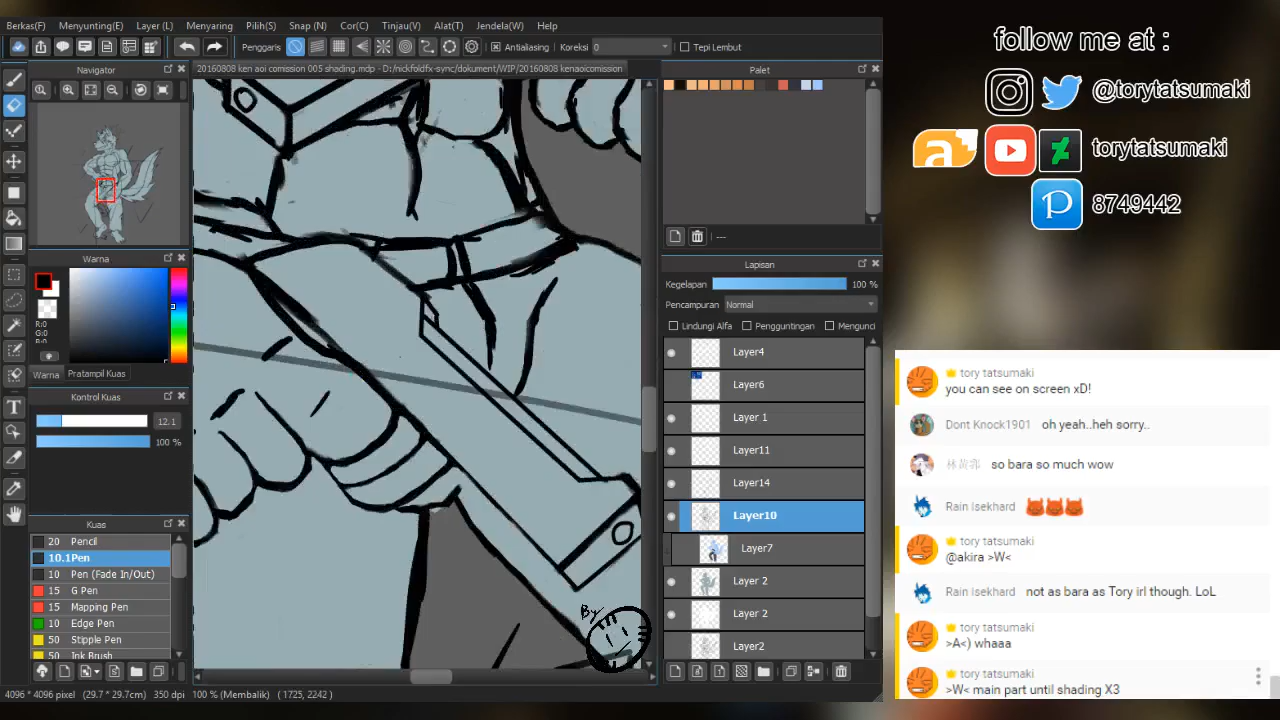 Berkas(F) Menyunting(E) Layer (L) Menyaring Pilih(S) Snap (N) Cor(C) Tinjau(V) Alat(T) Jendela(W) Help
Penggaris Antialiasing Koreksi 0 Tepi Lembut
Navigator
20160808 ken aoi comission 005 shading.mdp - D:/nickfoldfx-sync/dokument/WIP/20160808 kenaoicomission
Palet
---
Warna
R:0
G:0
Warna Pratampil Kuas
Kontrol Kuas
12.1
100 %
Kuas
20 Pencil
10.1 Pen
10 Pen (Fade In/Out)
15 G Pen
15 Mapping Pen
10 Edge Pen
50 Stipple Pen
50 Ink Brush
Lapisan
Kegelapan 100 %
Pencampuran Normal
Lindungi Alfa Pengguntingan Mengunci
Layer4
Layer6
Layer 1
Layer11
Layer14
Layer10
Layer7
Layer 2
Layer 2
Layer2
By
4096 * 4096 pixel (29.7 * 29.7cm) 350 dpi 100 % (Membalik) ( 1725, 2242 )
follow me at :
@torytatsumaki
torytatsumaki
8749442
tory tatsumaki
you can see on screen xD!
Dont Knock1901 oh yeah..heh sorry..
so bara so much wow
Rain Isekhard
tory tatsumaki
@akira >W<
Rain Isekhard not as bara as Tory irl though. LoL
tory tatsumaki
>A<) whaaa
tory tatsumaki
>W< main part until shading X3